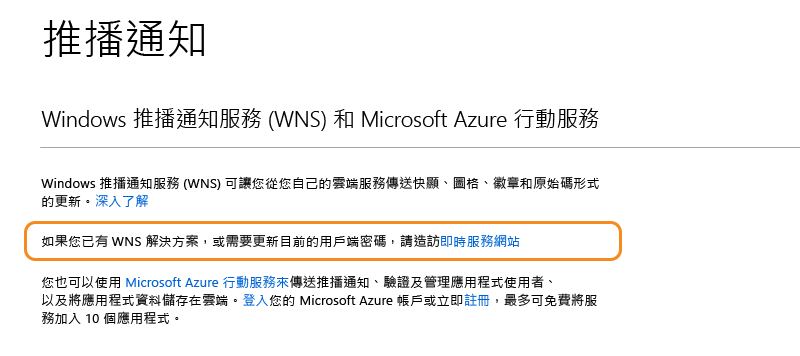 推播通知
Windows 推播通知服務 (WNS) 和 Microsoft Azure 行動服務
Windows 推播通知服務 (WNS) 可讓您從您自己的雲端服務傳送快顯、圖格、徽章和原始碼形式
的更新。深入了解
如果您已有 WNS 解決方案，或需要更新目前的用戶端密碼，請造訪即時服務網站
您也可以使用 Microsoft Azure 行動服務來傳送推播通知、驗證及管理應用程式使用者、
以及將應用程式資料儲存在雲端。登入您的 Microsoft Azure 帳戶或立即註冊，最多可免費將服
務加入 10 個應用程式。